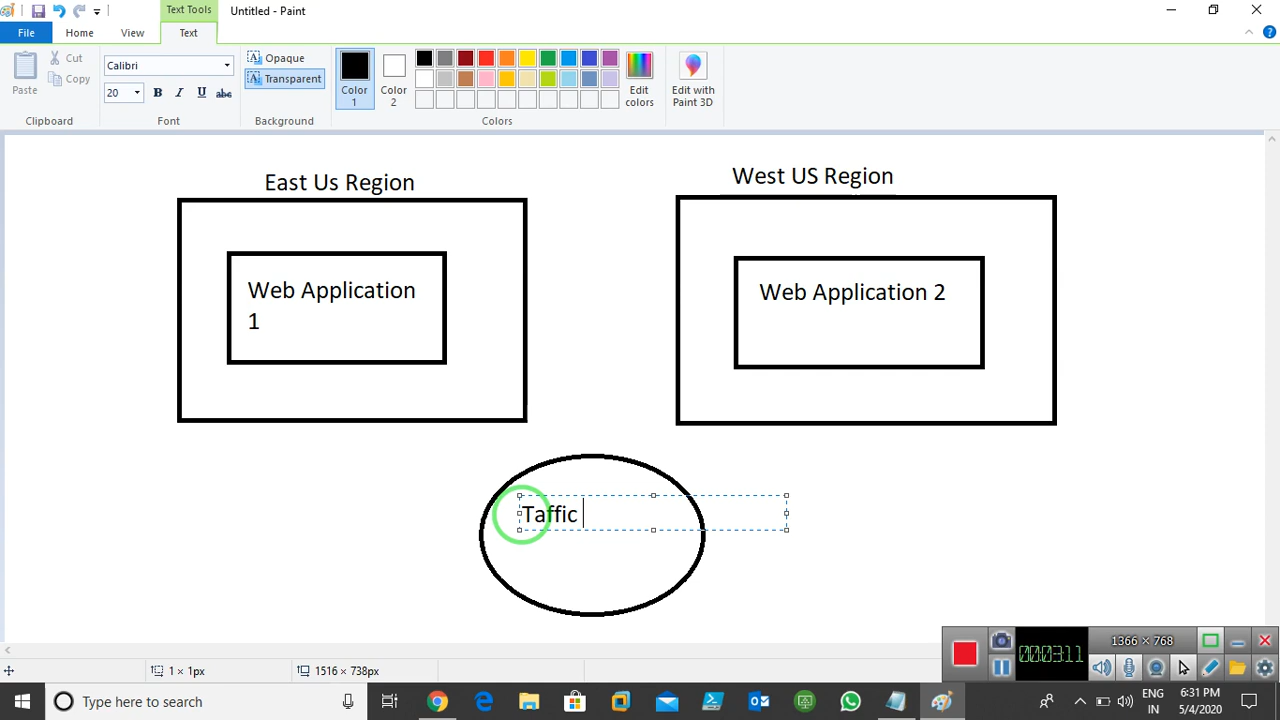 Text Tools
Untitled - Paint
File
Home
View
Text
Paste
Cut
Copy
Clipboard
Calibri
20
B I U abc
Font
Opaque
Transparent
Background
Color 1
Color 2
Edit colors
Colors
Edit with Paint 3D
East Us Region
West US Region
Web Application
1
Web Application 2
Taffic
1366 × 768
00:03:11
1 × 1px
1516 × 738px
Type here to search
ENG
IN
6:31 PM
5/4/2020